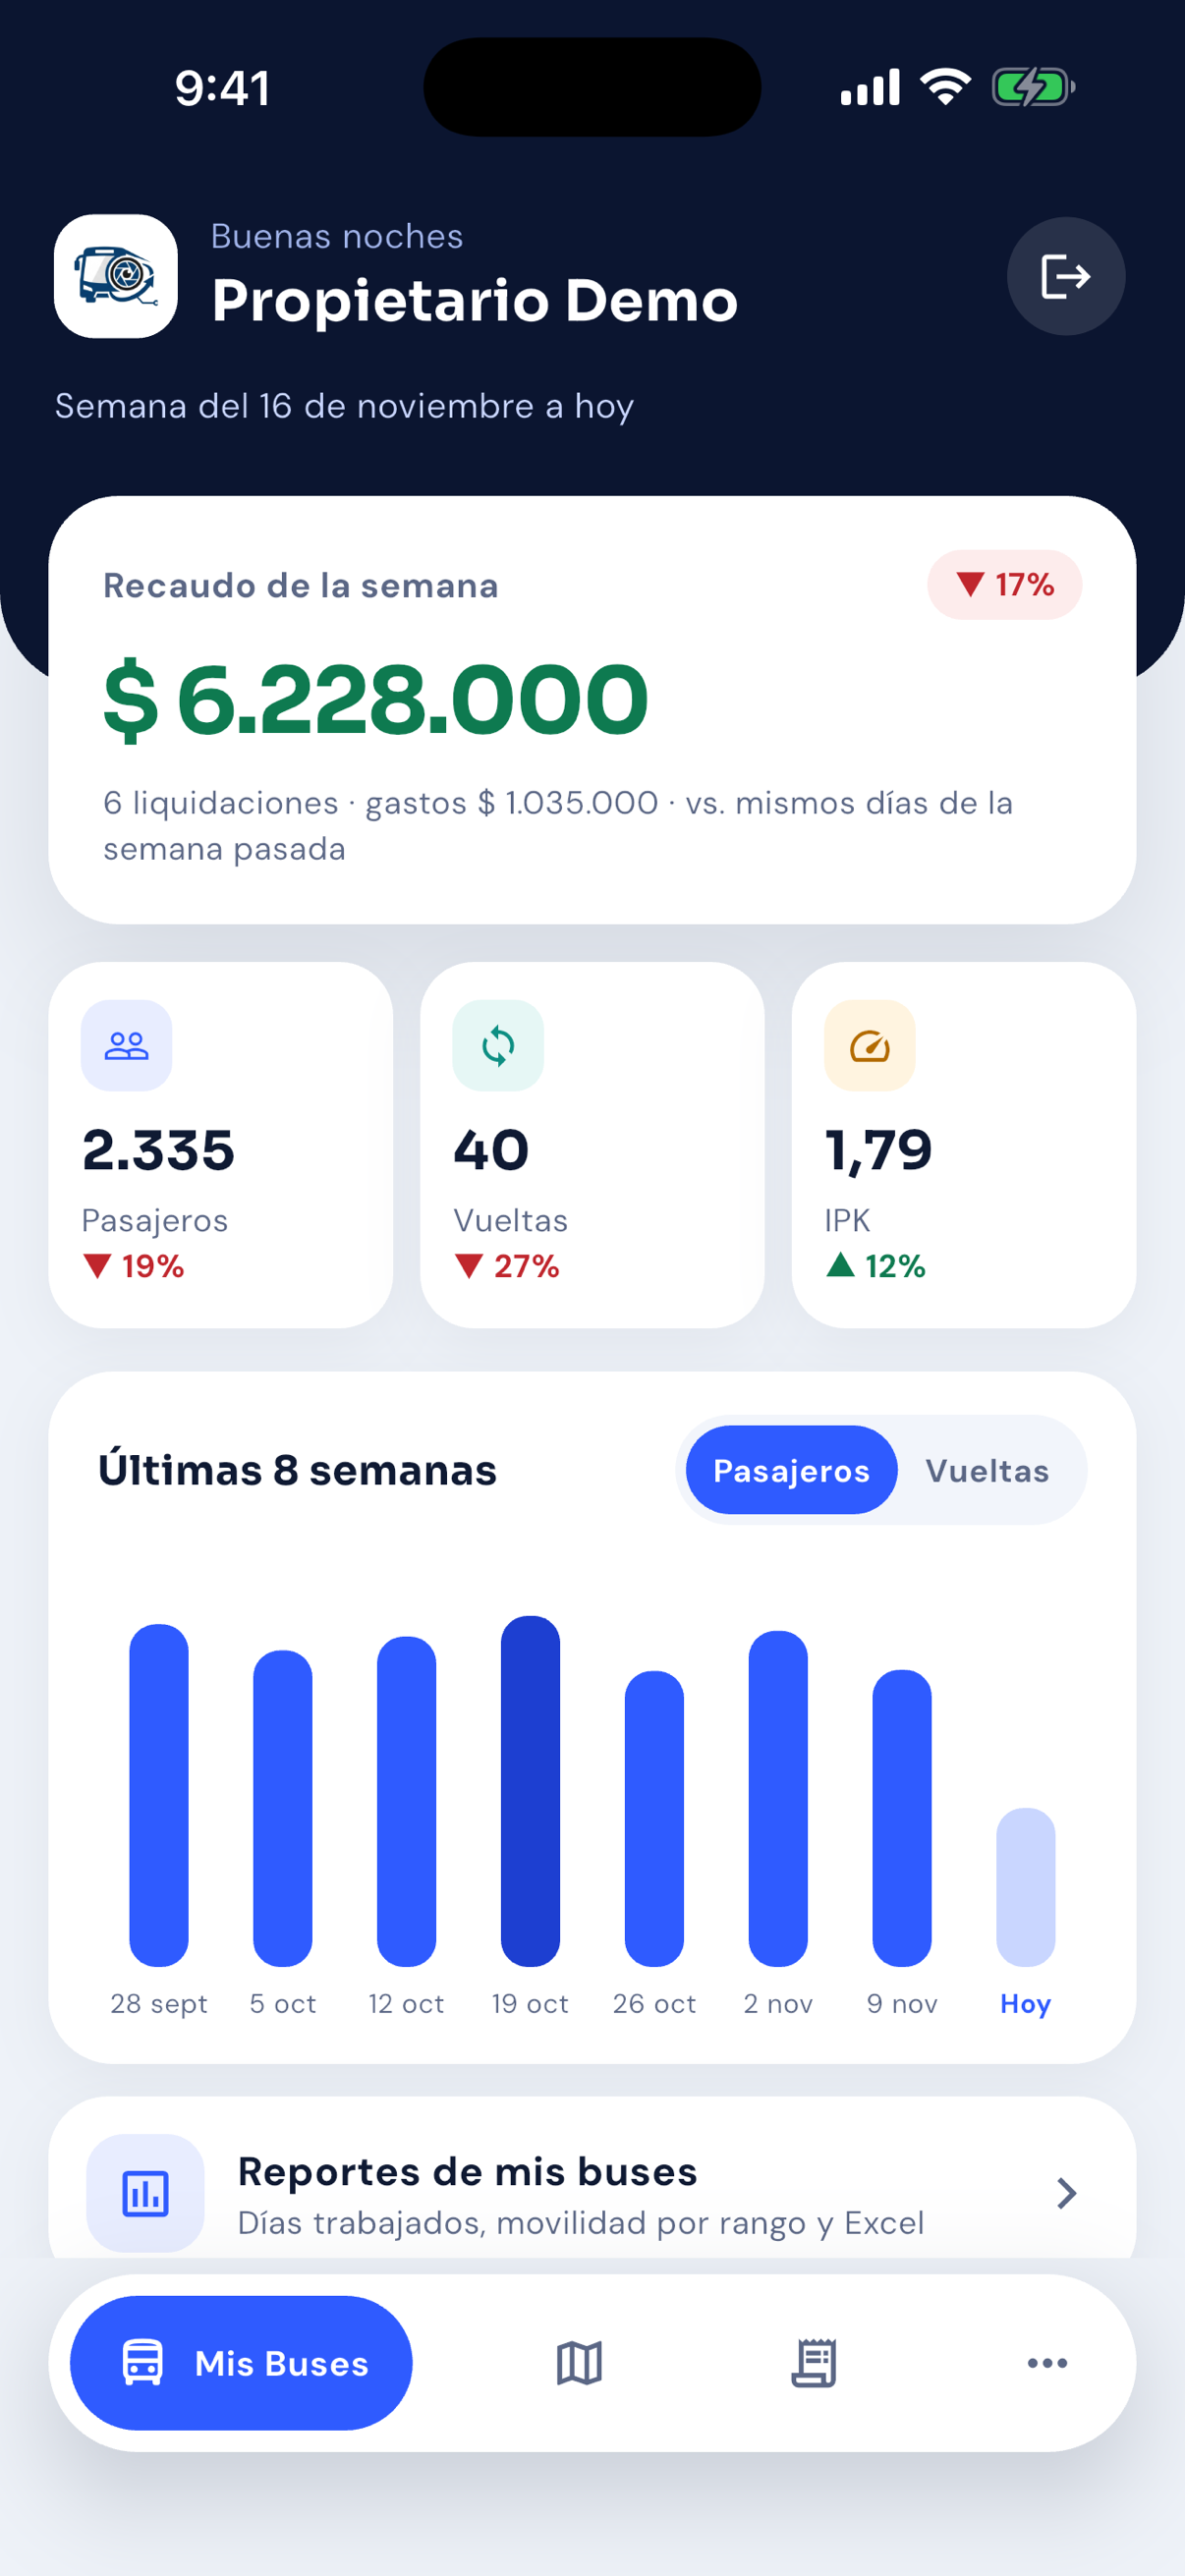 9:41
Buenas noches
Propietario Demo
Semana del 16 de noviembre a hoy
Recaudo de la semana
▼ 17%
$ 6.228.000
6 liquidaciones · gastos $ 1.035.000 · vs. mismos días de la
semana pasada
2.335
Pasajeros
▼ 19%
40
Vueltas
▼ 27%
1,79
IPK
▲ 12%
Últimas 8 semanas
Pasajeros
Vueltas
28 sept
5 oct
12 oct
19 oct
26 oct
2 nov
9 nov
Hoy
Reportes de mis buses
Días trabajados, movilidad por rango y Excel
Mis Buses